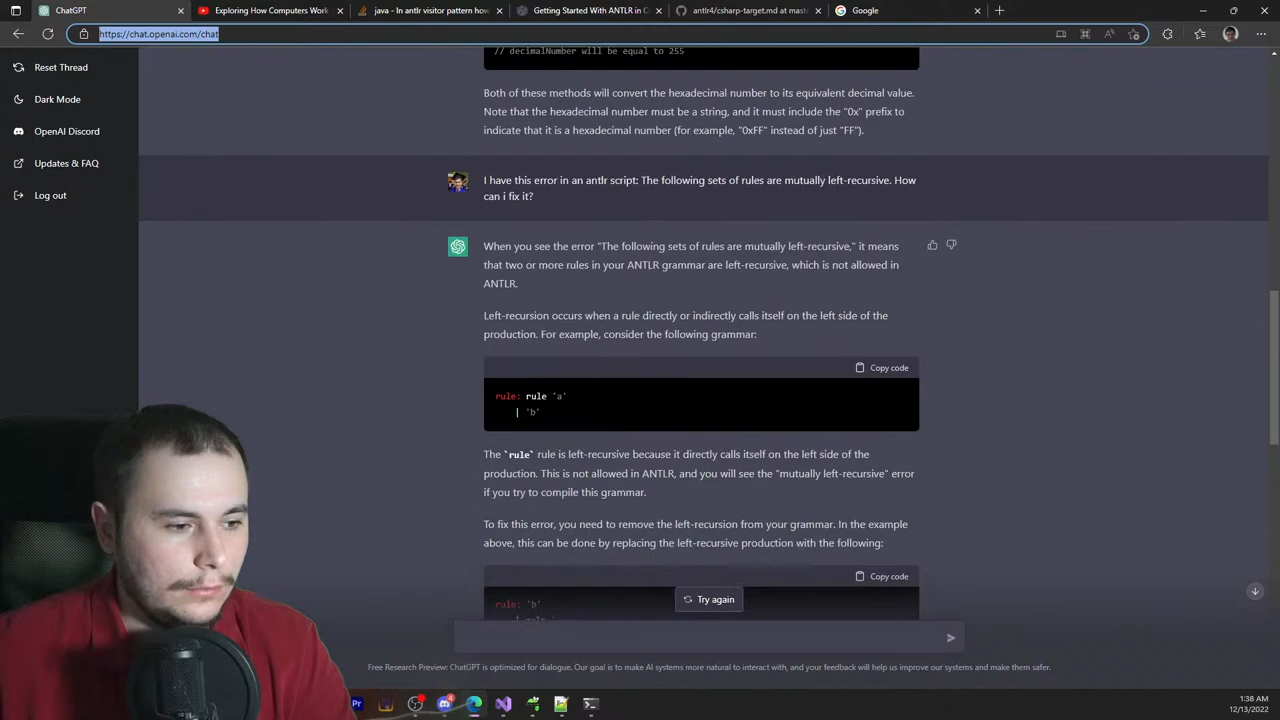 ChatGPT
Exploring How Computers Work
java - In antlr visitor pattern how
Getting Started With ANTLR in C
antlr4/csharp-target.md at mast
Google
https://chat.openai.com/chat
Reset Thread
Dark Mode
OpenAI Discord
Updates & FAQ
Log out
// decimalNumber will be equal to 255
Both of these methods will convert the hexadecimal number to its equivalent decimal value.
Note that the hexadecimal number must be a string, and it must include the "0x" prefix to
indicate that it is a hexadecimal number (for example, "0xFF" instead of just "FF").
I have this error in an antlr script: The following sets of rules are mutually left-recursive. How
can i fix it?
When you see the error "The following sets of rules are mutually left-recursive," it means
that two or more rules in your ANTLR grammar are left-recursive, which is not allowed in
ANTLR.
Left-recursion occurs when a rule directly or indirectly calls itself on the left side of the
production. For example, consider the following grammar:
Copy code
rule: rule 'a'
| 'b'
The `rule` rule is left-recursive because it directly calls itself on the left side of the
production. This is not allowed in ANTLR, and you will see the "mutually left-recursive" error
if you try to compile this grammar.
To fix this error, you need to remove the left-recursion from your grammar. In the example
above, this can be done by replacing the left-recursive production with the following:
Copy code
rule: 'b'
Try again
Free Research Preview: ChatGPT is optimized for dialogue. Our goal is to make AI systems more natural to interact with, and your feedback will help us improve our systems and make them safer.
Pr
4
1:38 AM
12/13/2022